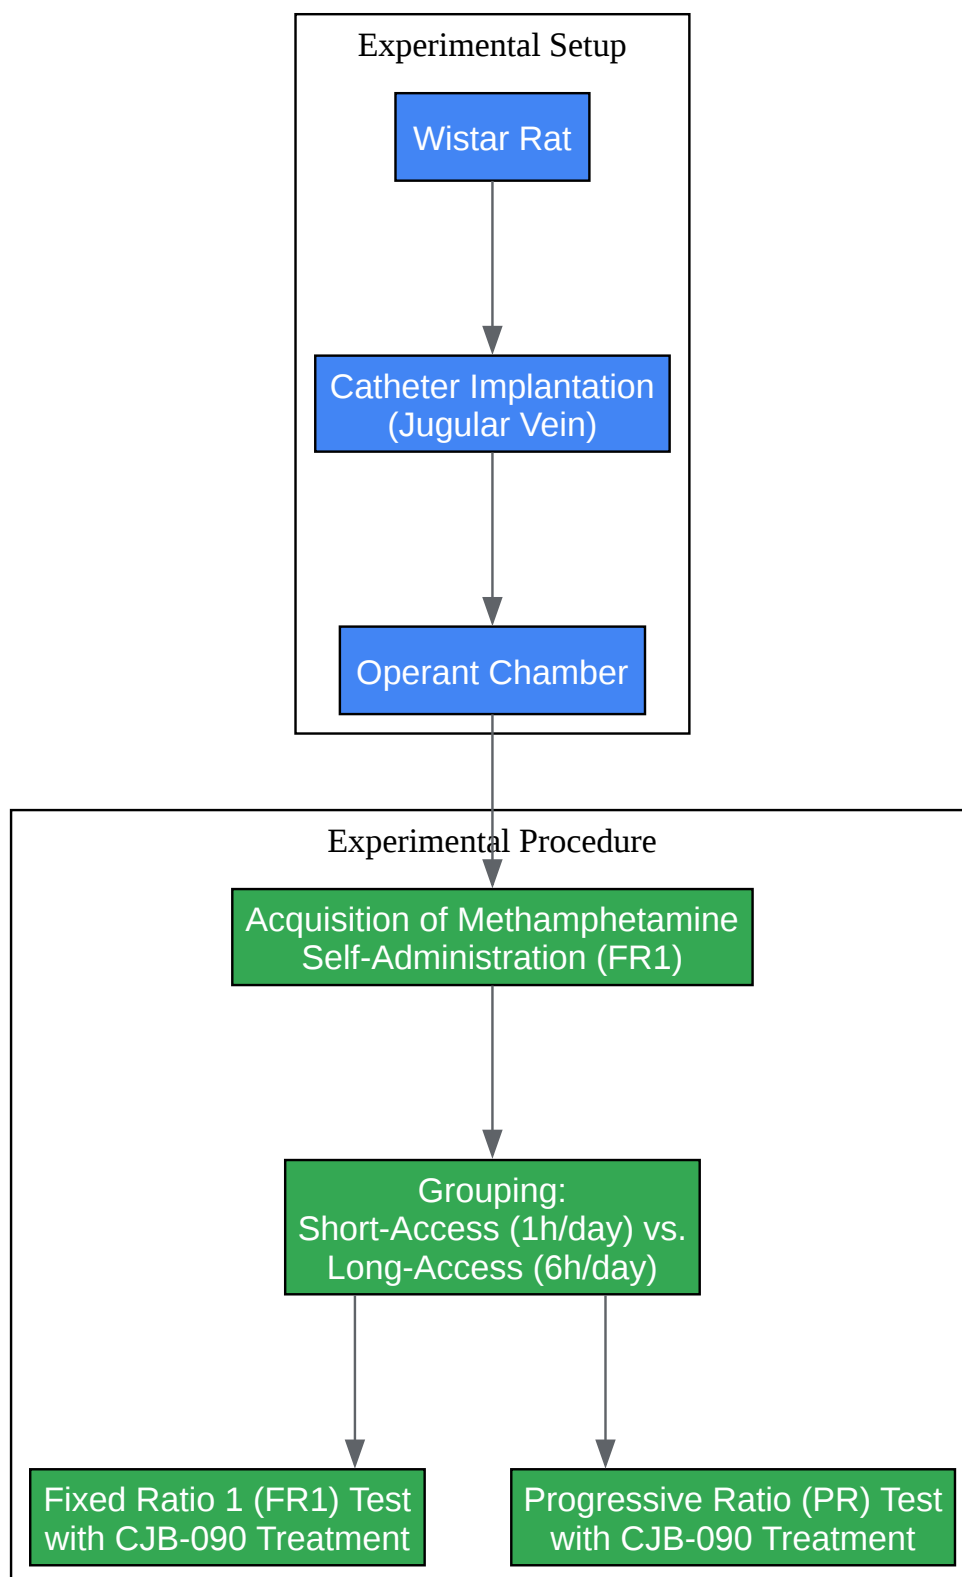 Experimental Setup
Wistar Rat
Catheter Implantation
(Jugular Vein)
Operant Chamber
Experimental Procedure
Acquisition of Methamphetamine
Self-Administration (FR1)
Grouping:
Short-Access (1h/day) vs.
Long-Access (6h/day)
Fixed Ratio 1 (FR1) Test
with CJB-090 Treatment
Progressive Ratio (PR) Test
with CJB-090 Treatment